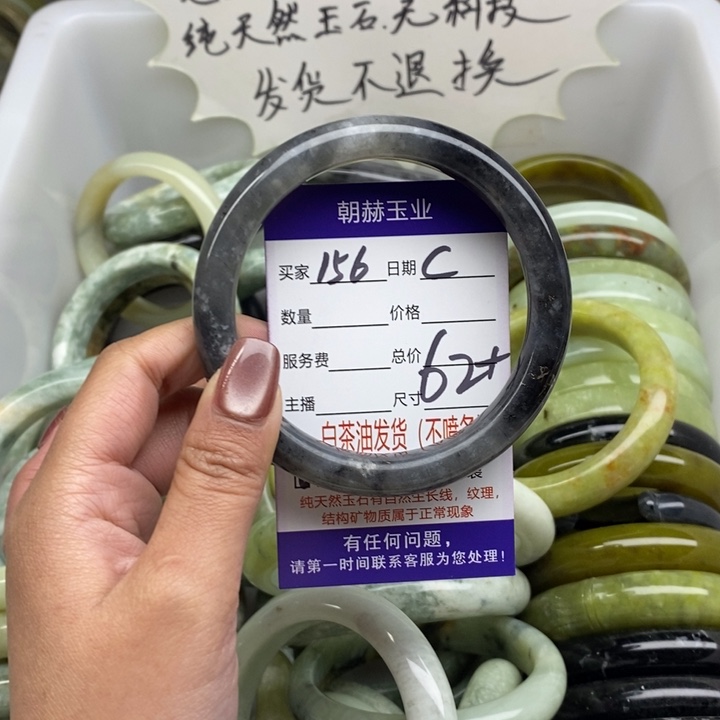 纯天然玉石.无科技
发货不退换
朝赫玉业
买家 156 日期 C
数量 价格
服务费 总价
主播 尺寸 62+
白茶油发货（不喷
纯天然玉石有自然生长线，纹理，
结构矿物质属于正常现象
有任何问题，
请第一时间联系客服为您处理！